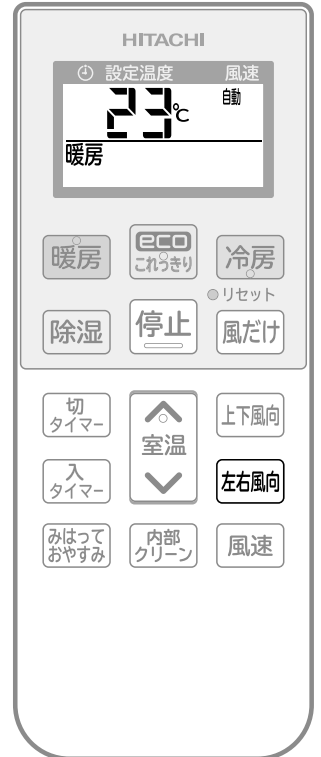 HITACHI
設定温度 風速
23℃ 自動
暖房
暖房
eco
これっきり
冷房
リセット
除湿
停止
風だけ
切
タイマー
室温
上下風向
入
タイマー
左右風向
みはって
おやすみ
内部
クリーン
風速